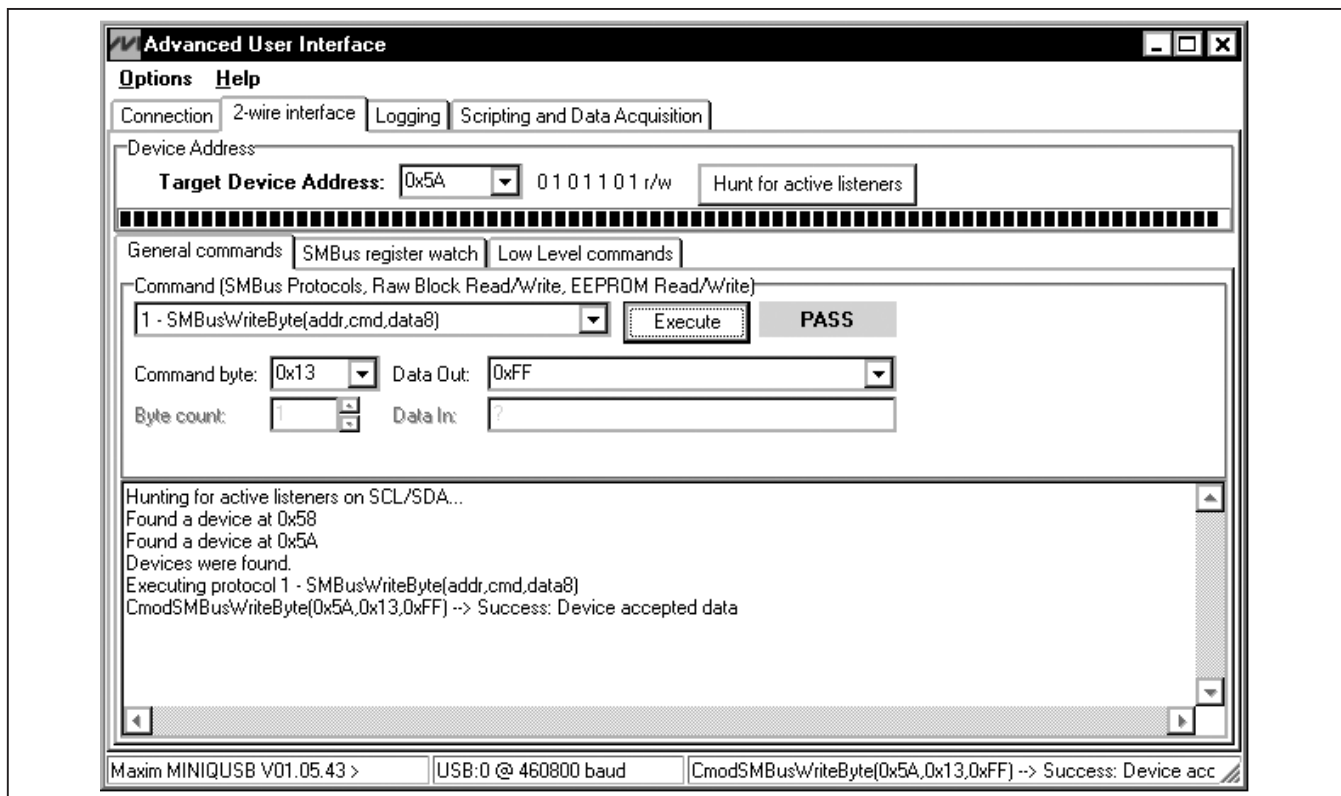 Advanced User Interface
Options Help
Connection 2-wire interface Logging Scripting and Data Acquisition
Device Address
Target Device Address: 0x5A 0 1 0 1 1 0 1 r/w Hunt for active listeners
General commands SMBus register watch Low Level commands
Command (SMBus Protocols, Raw Block Read/Write, EEPROM Read/Write)
1 - SMBusWriteByte(addr,cmd,data8) Execute PASS
Command byte: 0x13 Data Out: 0xFF
Byte count: 1 Data In: ?
Hunting for active listeners on SCL/SDA...
Found a device at 0x58
Found a device at 0x5A
Devices were found.
Executing protocol 1 - SMBusWriteByte(addr,cmd,data8)
CmodSMBusWriteByte(0x5A,0x13,0xFF) --> Success: Device accepted data
Maxim MINIQUSB V01.05.43 > USB:0 @ 460800 baud CmodSMBusWriteByte(0x5A,0x13,0xFF) --> Success: Device acc